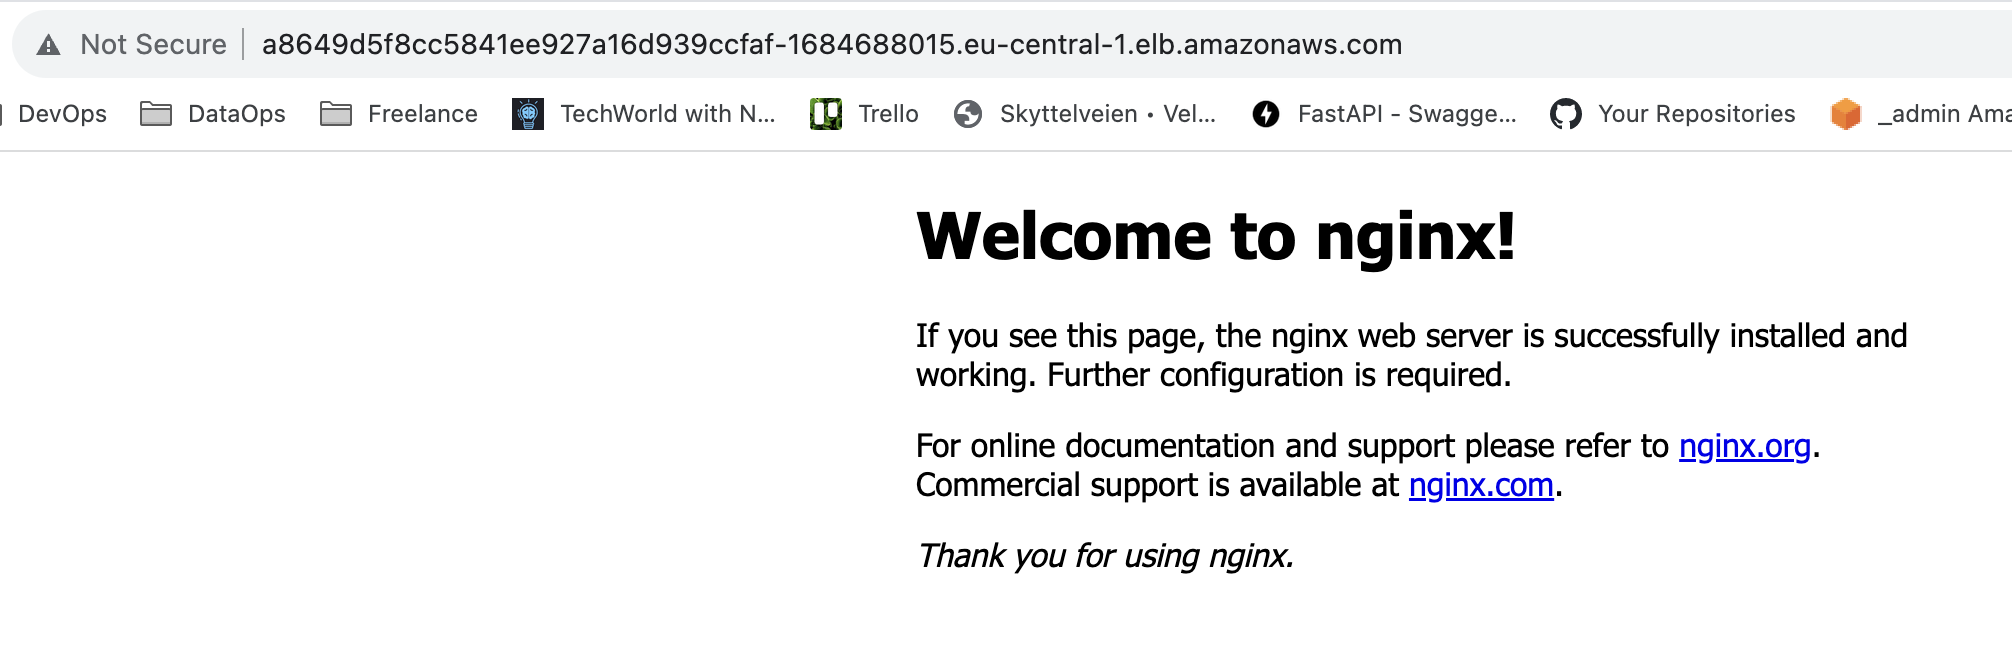 Not Secure a8649d5f8cc5841ee927a16d939ccfaf-1684688015.eu-central-1.elb.amazonaws.com
DevOps DataOps Freelance TechWorld with N... Trello Skyttelveien • Vel... FastAPI - Swagge... Your Repositories _admin Ama
Welcome to nginx!
If you see this page, the nginx web server is successfully installed and
working. Further configuration is required.
For online documentation and support please refer to nginx.org.
Commercial support is available at nginx.com.
Thank you for using nginx.